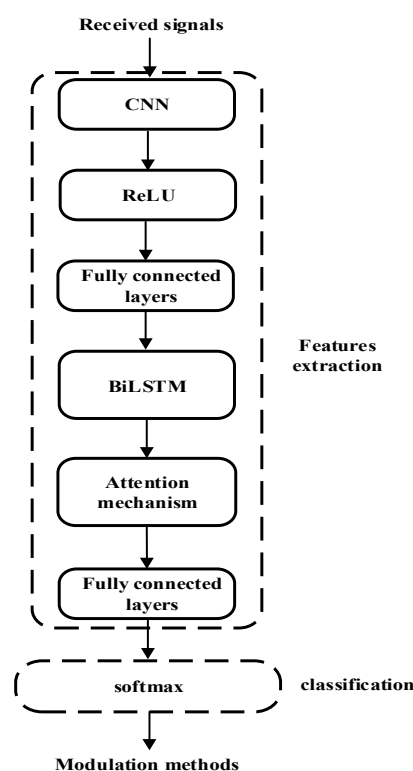 Received signals
CNN
ReLU
Fully connected
layers
BiLSTM
Features
extraction
Attention
mechanism
Fully connected
layers
softmax
classification
Modulation methods